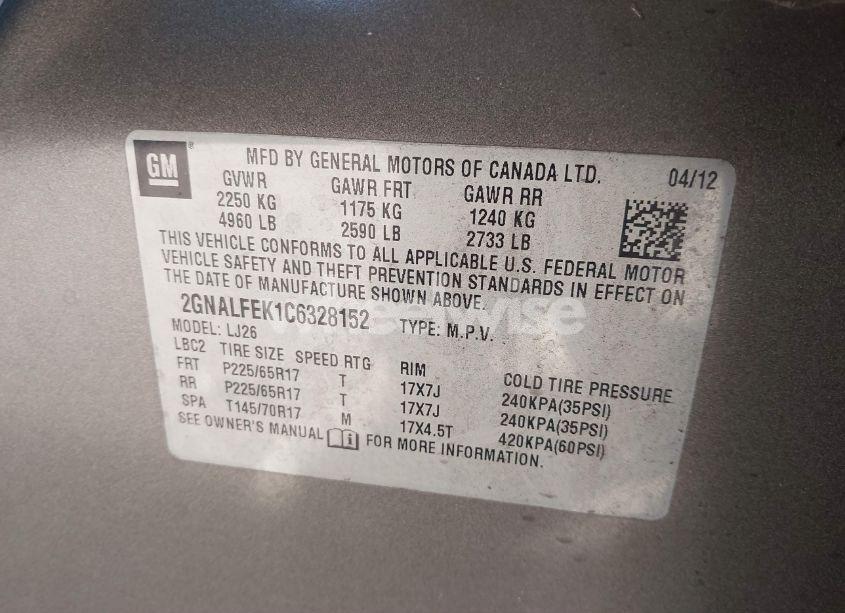 GM
MFD BY GENERAL MOTORS OF CANADA LTD. 04/12
GVWR GAWR FRT GAWR RR
2250 KG 1175 KG 1240 KG
4960 LB 2590 LB 2733 LB
THIS VEHICLE CONFORMS TO ALL APPLICABLE U.S. FEDERAL MOTOR
VEHICLE SAFETY AND THEFT PREVENTION STANDARDS IN EFFECT ON
THE DATE OF MANUFACTURE SHOWN ABOVE.
2GNALFEK1C6328152 TYPE: M.P.V.
MODEL: LJ26
LBC2 TIRE SIZE SPEED RTG RIM COLD TIRE PRESSURE
FRT P225/65R17 T 17X7J 240KPA(35PSI)
RR P225/65R17 T 17X7J 240KPA(35PSI)
SPA T145/70R17 M 17X4.5T 420KPA(60PSI)
SEE OWNER'S MANUAL FOR MORE INFORMATION.